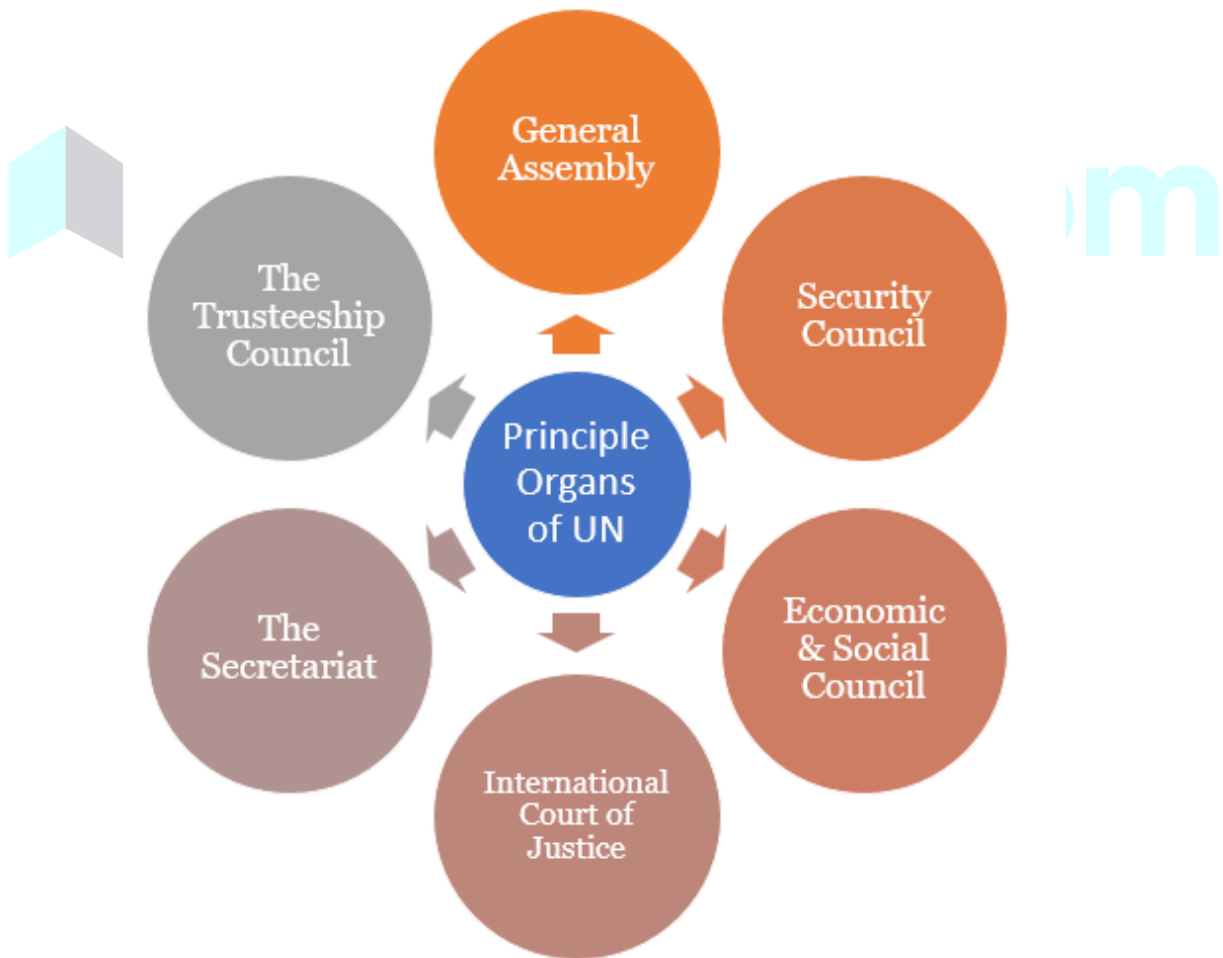 General
Assembly
Security
Council
Economic
& Social
Council
International
Court of
Justice
The
Secretariat
The
Trusteeship
Council
Principle
Organs
of UN